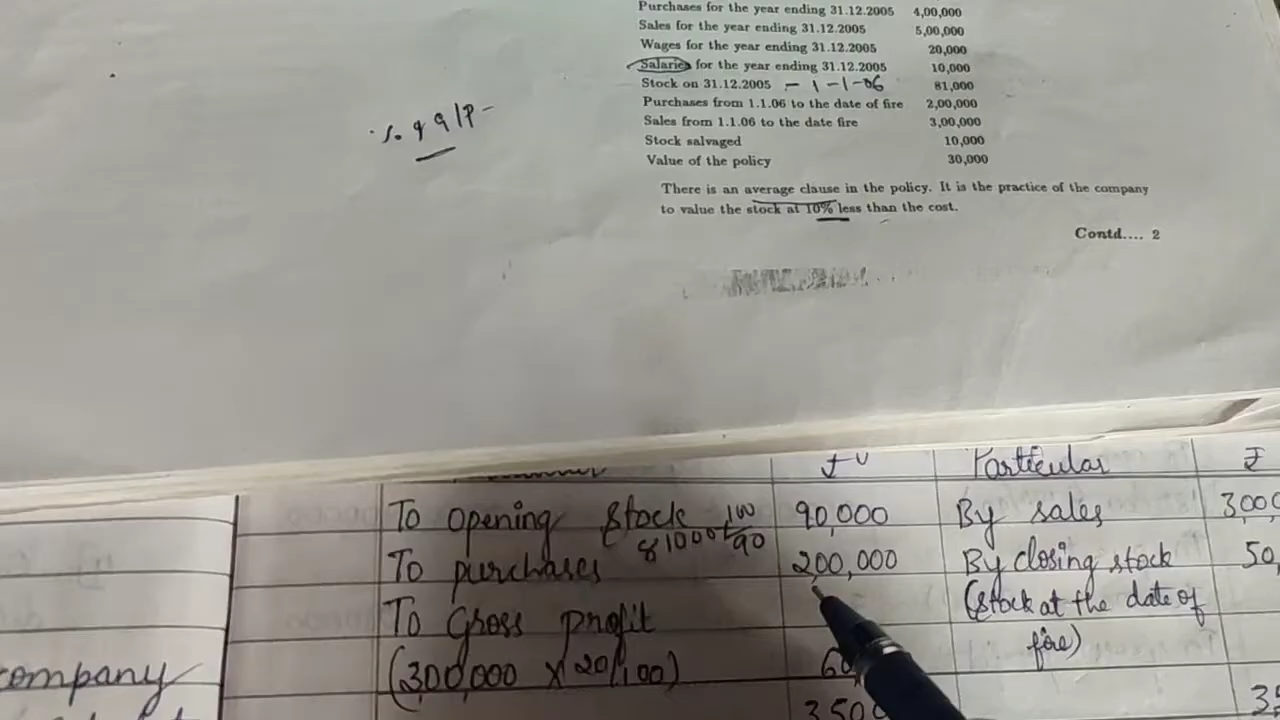 Purchases for the year ending 31.12.2005 4,00,000
Sales for the year ending 31.12.2005 5,00,000
Wages for the year ending 31.12.2005 20,000
Salaries for the year ending 31.12.2005 10,000
Stock on 31.12.2005 - 1-1-06 81,000
Purchases from 1.1.06 to the date of fire 2,00,000
Sales from 1.1.06 to the date fire 3,00,000
Stock salvaged 10,000
Value of the policy 30,000
There is an average clause in the policy. It is the practice of the company
to value the stock at 10% less than the cost.
Contd.... 2
₹ Particular ₹
To opening stock 81000 × 100/90 90,000 By sales 300,
To purchases 200,000 By closing stock 50,
To Gross profit (stock at the date of
(300,000 × 20/100) 60 fire)
company 350